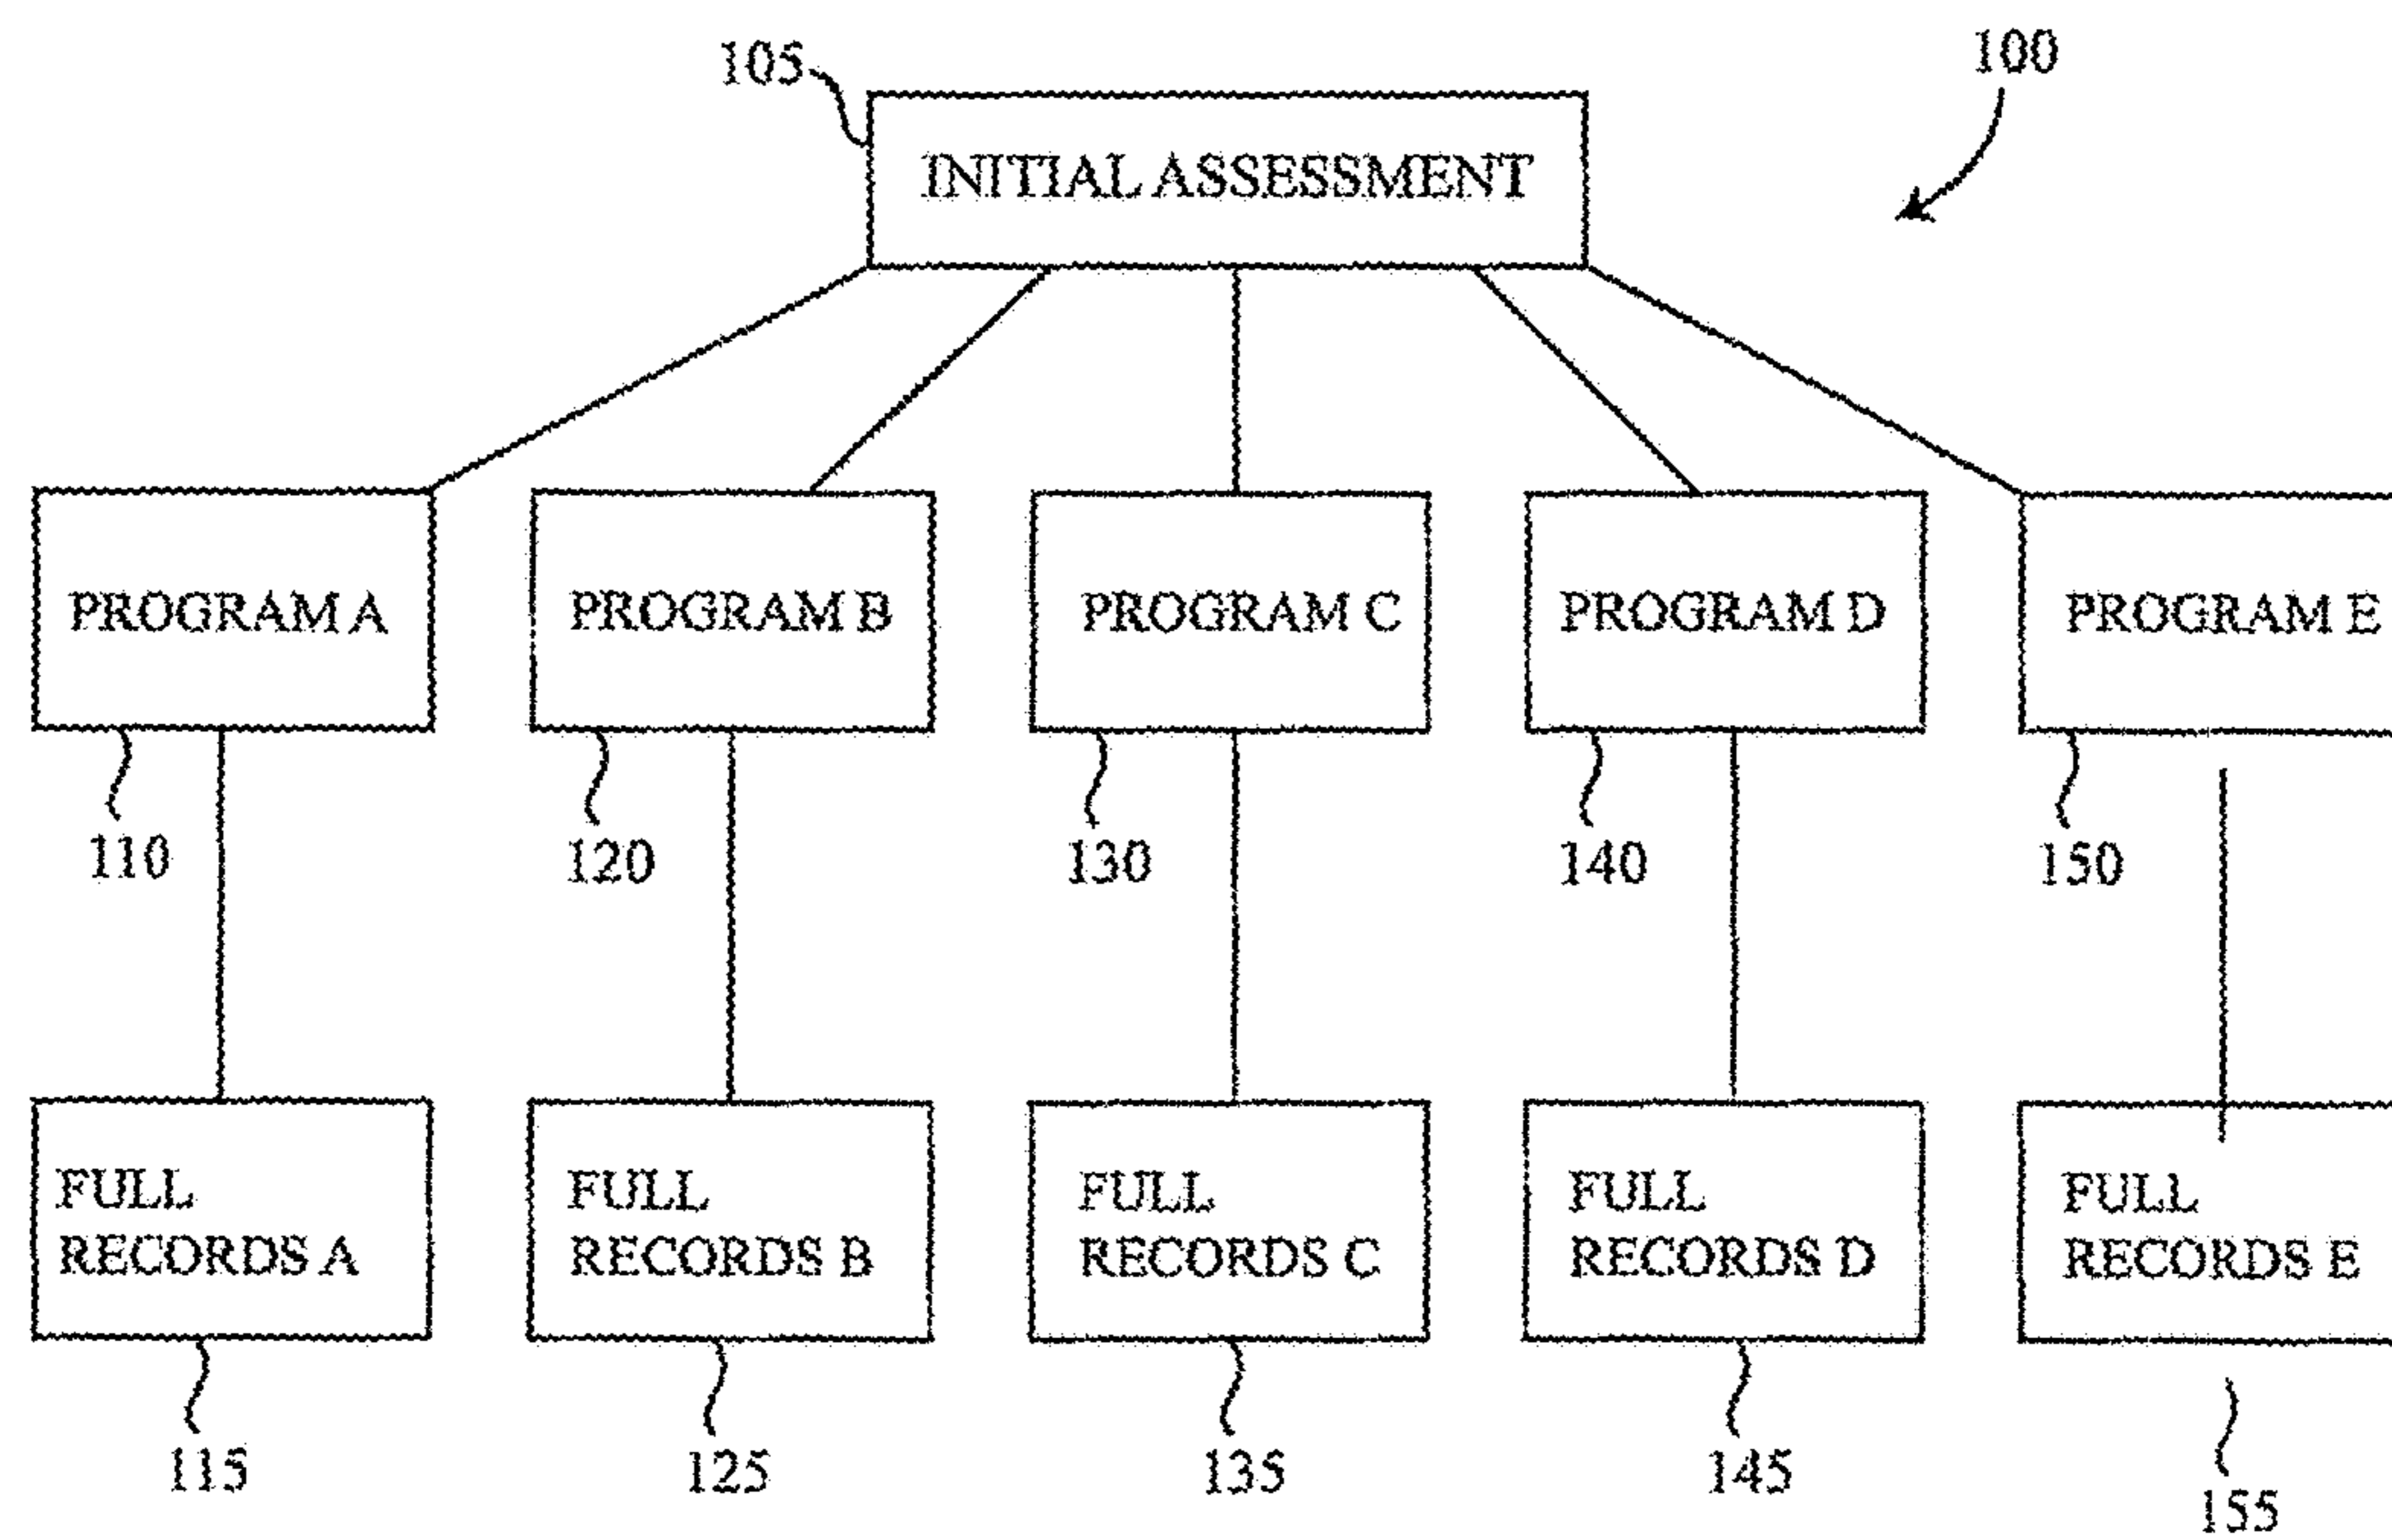 105
100
INITIAL ASSESSMENT
PROGRAM A
PROGRAM B
PROGRAM C
PROGRAM D
PROGRAM E
110
120
130
140
150
FULL
RECORDS A
FULL
RECORDS B
FULL
RECORDS C
FULL
RECORDS D
FULL
RECORDS E
115
125
135
145
155